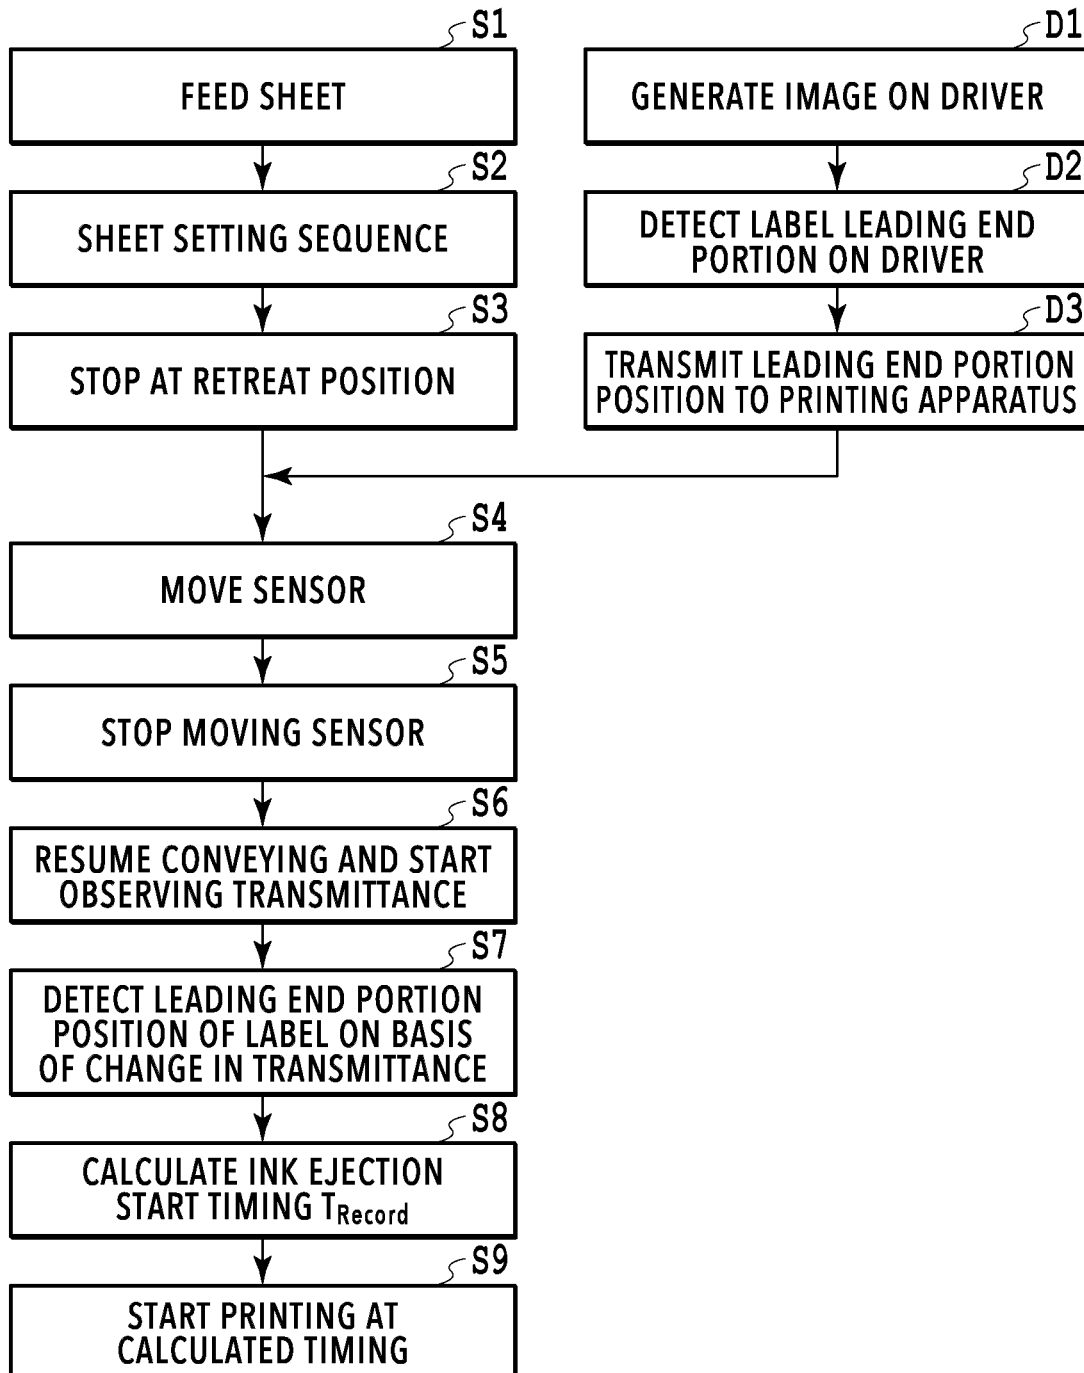 S1
FEED SHEET
S2
SHEET SETTING SEQUENCE
S3
STOP AT RETREAT POSITION
D1
GENERATE IMAGE ON DRIVER
D2
DETECT LABEL LEADING END
PORTION ON DRIVER
D3
TRANSMIT LEADING END PORTION
POSITION TO PRINTING APPARATUS
S4
MOVE SENSOR
S5
STOP MOVING SENSOR
S6
RESUME CONVEYING AND START
OBSERVING TRANSMITTANCE
S7
DETECT LEADING END PORTION
POSITION OF LABEL ON BASIS
OF CHANGE IN TRANSMITTANCE
S8
CALCULATE INK EJECTION
START TIMING TRecord
S9
START PRINTING AT
CALCULATED TIMING